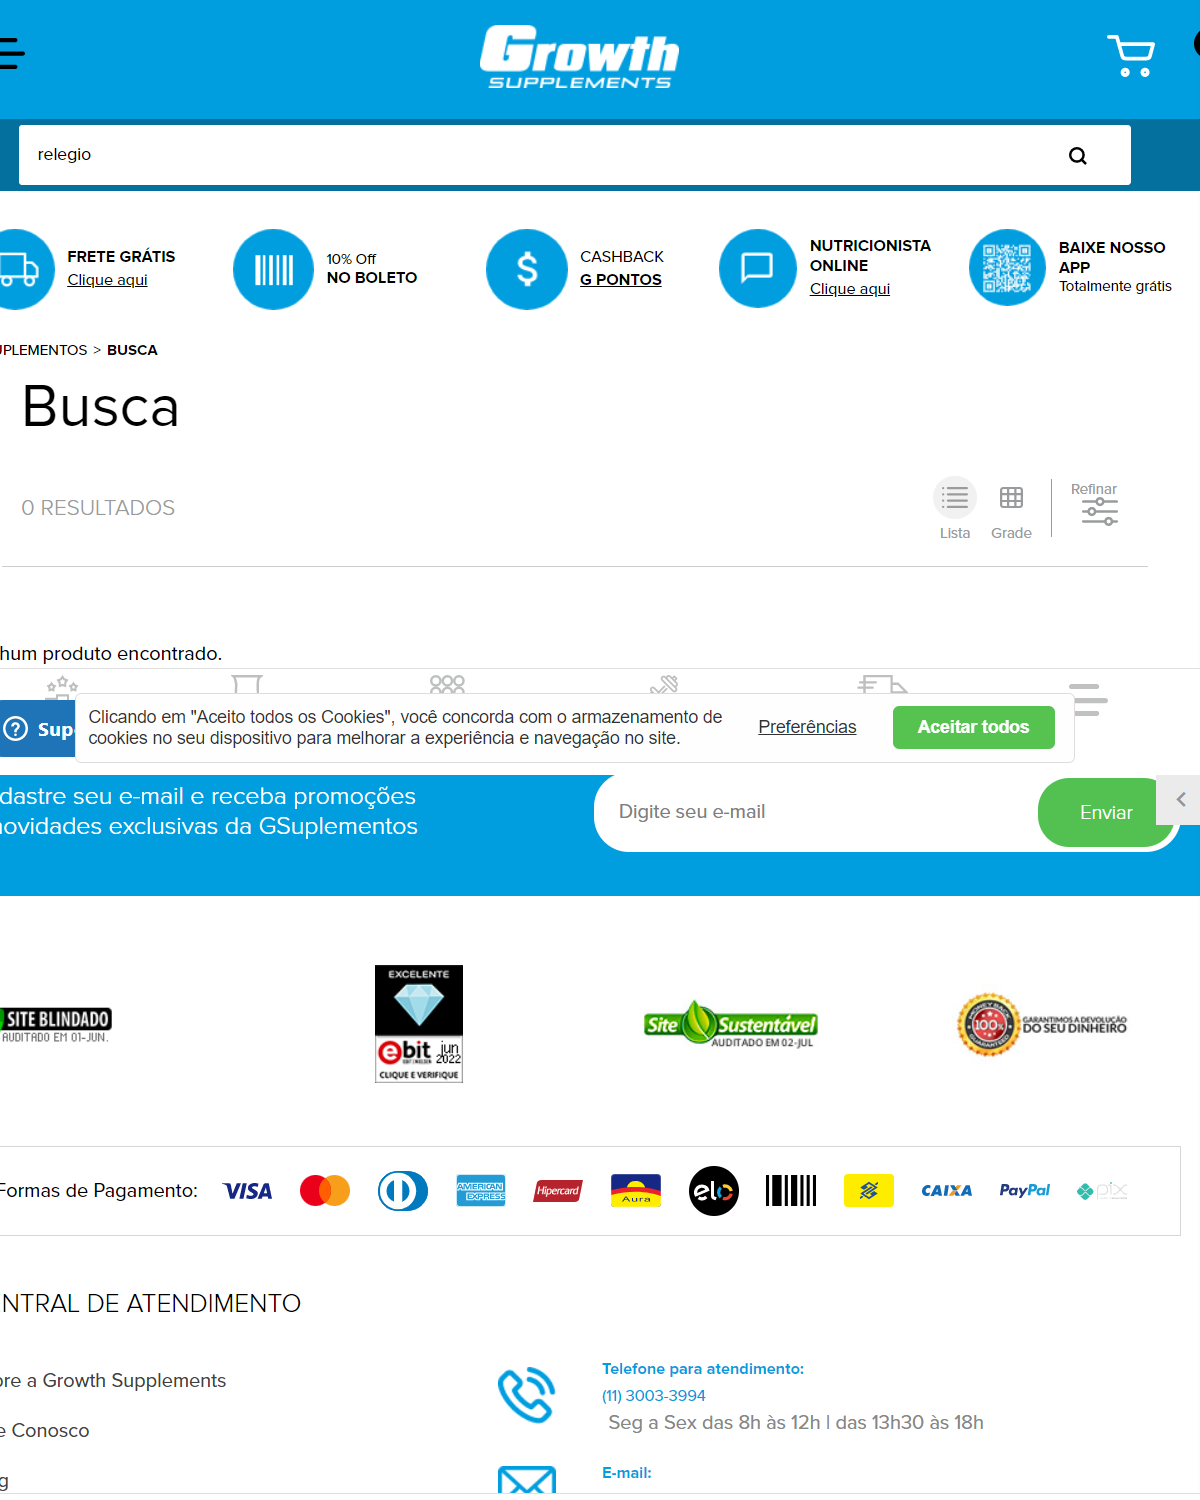 Growth
SUPPLEMENTS
relegio
FRETE GRÁTIS
Clique aqui
10% Off
NO BOLETO
CASHBACK
G PONTOS
NUTRICIONISTA
ONLINE
Clique aqui
BAIXE NOSSO
APP
Totalmente grátis
UPLEMENTOS > BUSCA
Busca
0 RESULTADOS
Lista
Grade
Refinar
hum produto encontrado.
Sup
Clicando em "Aceito todos os Cookies", você concorda com o armazenamento de
cookies no seu dispositivo para melhorar a experiência e navegação no site.
Preferências
Aceitar todos
dastre seu e-mail e receba promoções
novidades exclusivas da GSuplementos
Digite seu e-mail
Enviar
SITE BLINDADO
AUDITADO EM 01-JUN.
EXCELENTE
ebit jun
2022
CLIQUE E VERIFIQUE
Site Sustentável
AUDITADO EM 02-JUL
MONEY BACK
100%
GUARANTEED
GARANTIMOS A DEVOLUÇÃO
DO SEU DINHEIRO
Formas de Pagamento:
VISA
AMERICAN
EXPRESS
Hipercard
Aura
elo
CAIXA
PayPal
pix
NTRAL DE ATENDIMENTO
bre a Growth Supplements
e Conosco
g
Telefone para atendimento:
(11) 3003-3994
Seg a Sex das 8h às 12h | das 13h30 às 18h
E-mail: